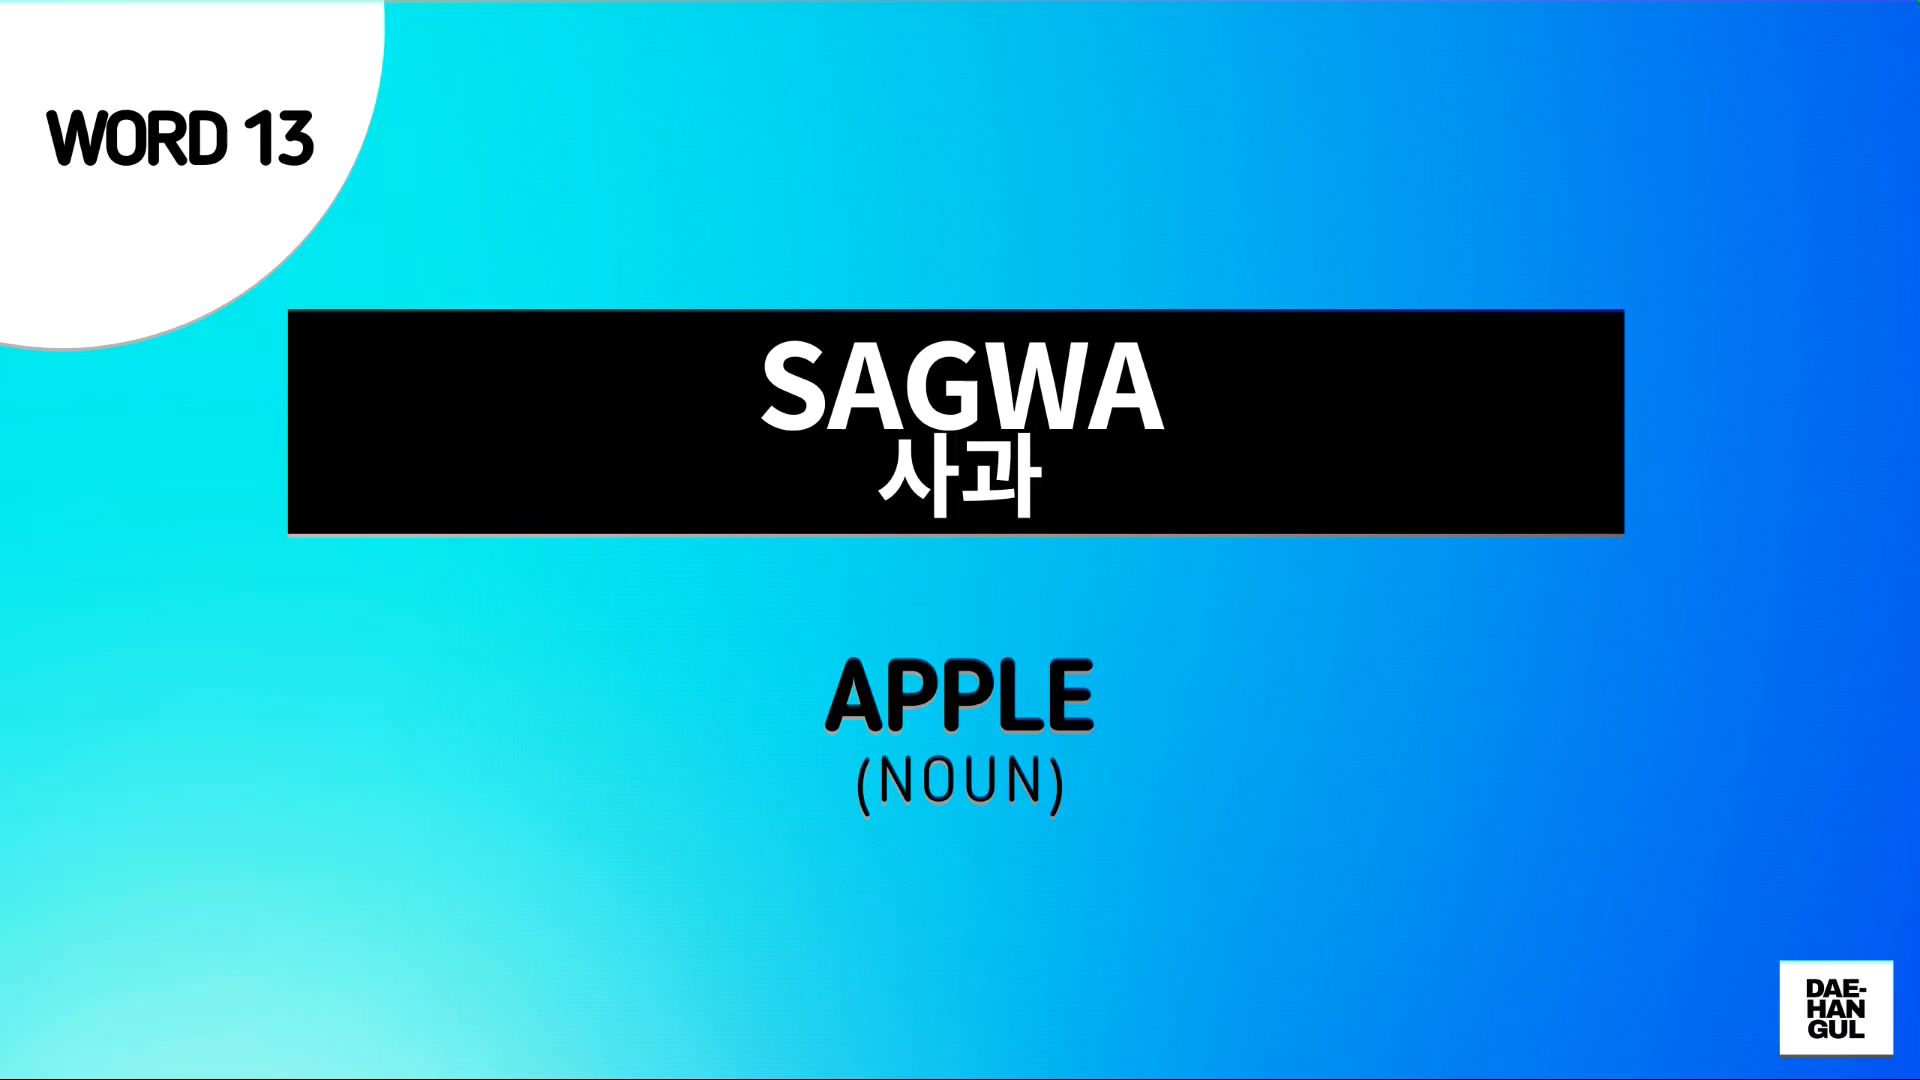 WORD 13
SAGWA
사과
APPLE
(NOUN)
DAE-
HAN
GUL